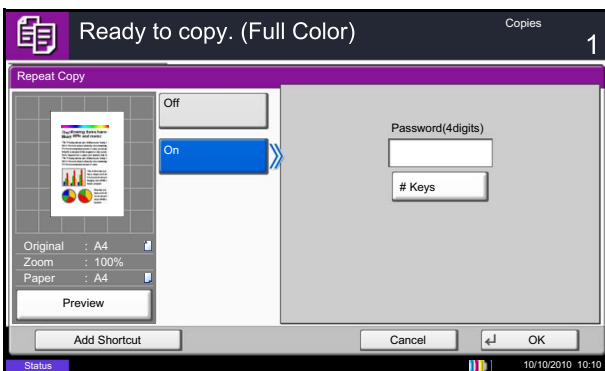 Ready to copy. (Full Color)
Copies
1
Repeat Copy
Off
On
Password(4digits)
# Keys
Original : A4
Zoom : 100%
Paper : A4
Preview
Add Shortcut
Cancel
OK
Status
10/10/2010 10:10